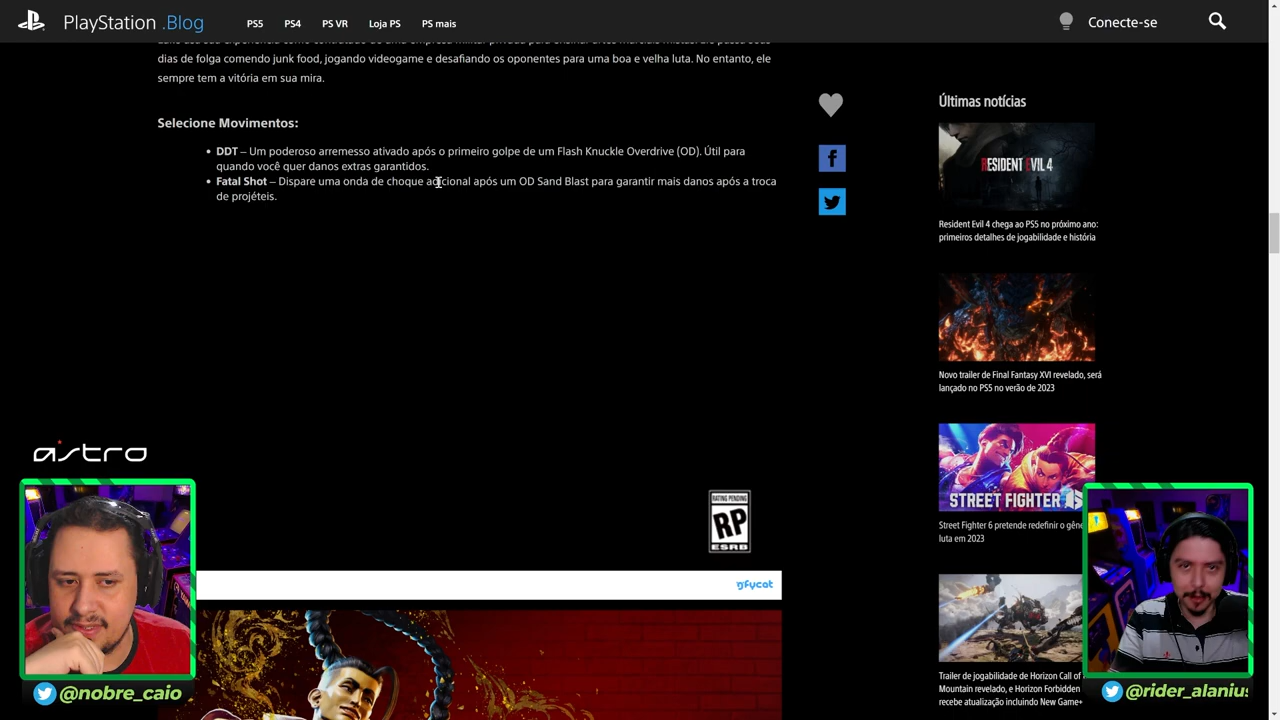 PlayStation.Blog
PS5
PS4
PS VR
Loja PS
PS mais
Conecte-se
dias de folga comendo junk food, jogando videogame e desafiando os oponentes para uma boa e velha luta. No entanto, ele
sempre tem a vitória em sua mira.
Selecione Movimentos:
• DDT – Um poderoso arremesso ativado após o primeiro golpe de um Flash Knuckle Overdrive (OD). Útil para
quando você quer danos extras garantidos.
• Fatal Shot – Dispare uma onda de choque adicional após um OD Sand Blast para garantir mais danos após a troca
de projéteis.
Últimas notícias
RESIDENT EVIL 4
Resident Evil 4 chega ao PS5 no próximo ano:
primeiros detalhes de jogabilidade e história
Novo trailer de Final Fantasy XVI revelado, será
lançado no PS5 no verão de 2023
STREET FIGHTER
Street Fighter 6 pretende redefinir o
luta em 2023
Trailer de jogabilidade de Horizon Call of
Mountain revelado, e Horizon Forbidden
recebe atualização incluindo New Game+
astro
RATING PENDING
RP
ESRB
gfycat
@nobre_caio
@rider_alanius